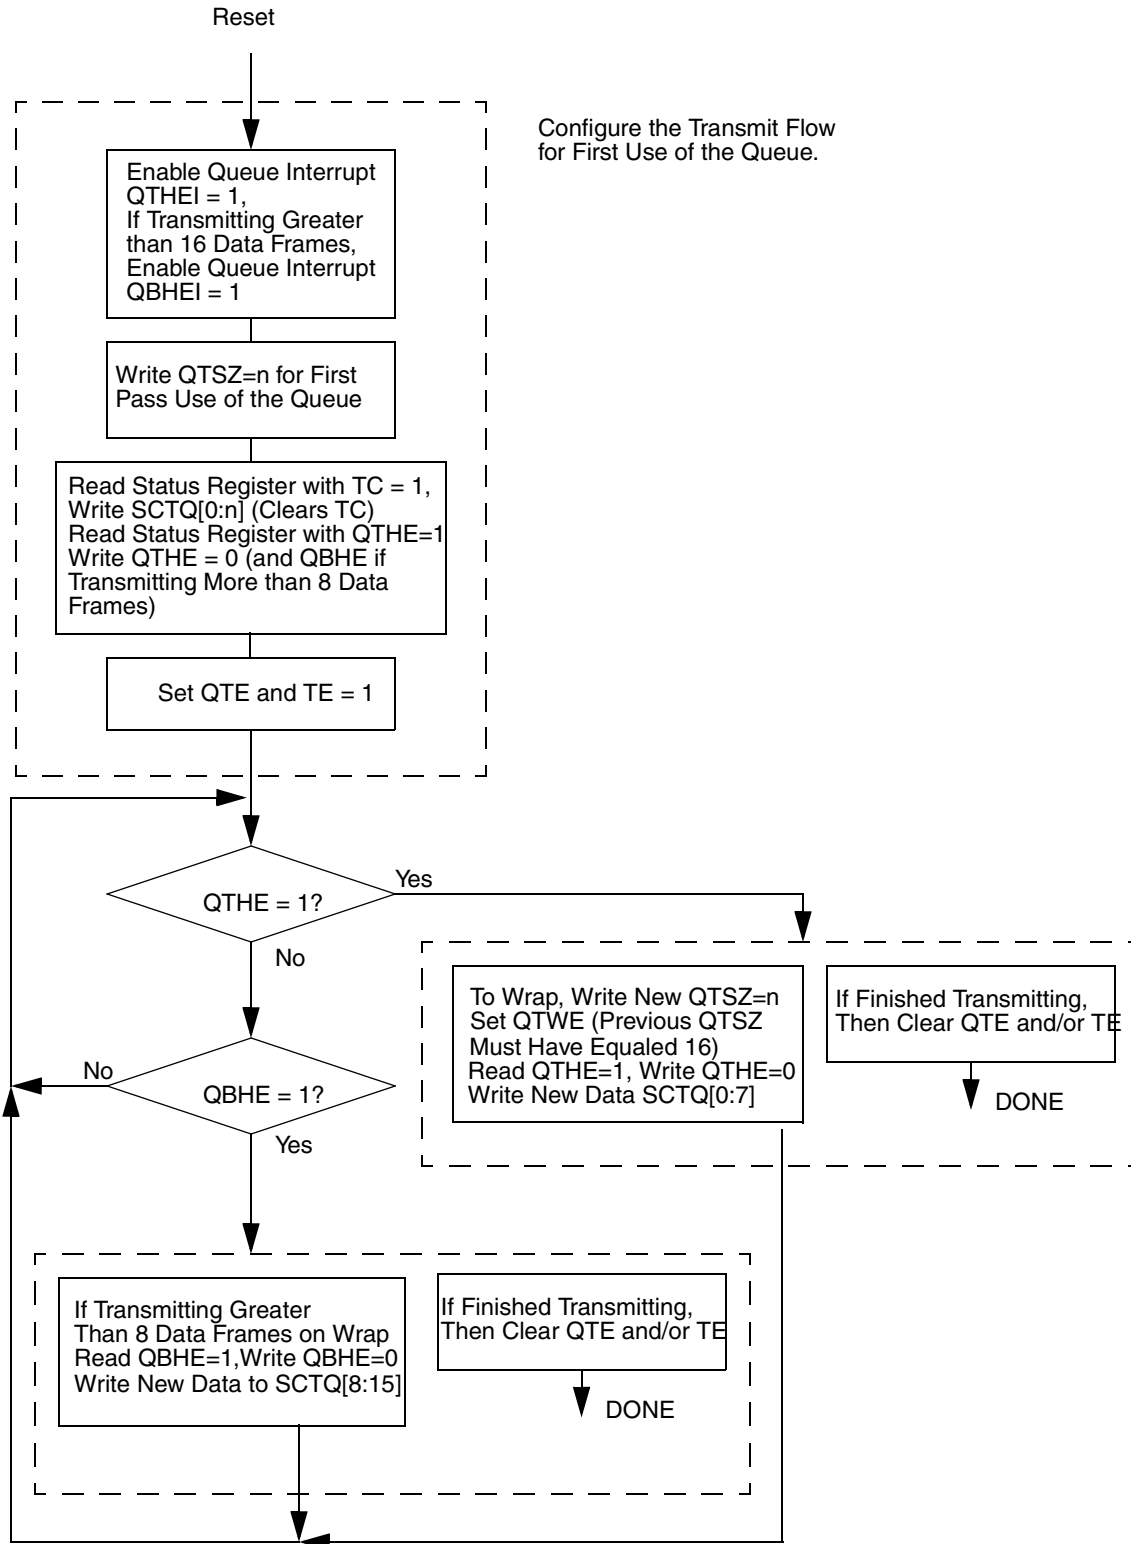 Reset
Configure the Transmit Flow
for First Use of the Queue.
Enable Queue Interrupt
QTHEI = 1,
If Transmitting Greater
than 16 Data Frames,
Enable Queue Interrupt
QBHEI = 1
Write QTSZ=n for First
Pass Use of the Queue
Read Status Register with TC = 1,
Write SCTQ[0:n] (Clears TC)
Read Status Register with QTHE=1
Write QTHE = 0 (and QBHE if
Transmitting More than 8 Data
Frames)
Set QTE and TE = 1
QTHE = 1?
Yes
No
To Wrap, Write New QTSZ=n
Set QTWE (Previous QTSZ
Must Have Equaled 16)
Read QTHE=1, Write QTHE=0
Write New Data SCTQ[0:7]
If Finished Transmitting,
Then Clear QTE and/or TE
DONE
No
QBHE = 1?
Yes
If Transmitting Greater
Than 8 Data Frames on Wrap
Read QBHE=1,Write QBHE=0
Write New Data to SCTQ[8:15]
If Finished Transmitting,
Then Clear QTE and/or TE
DONE